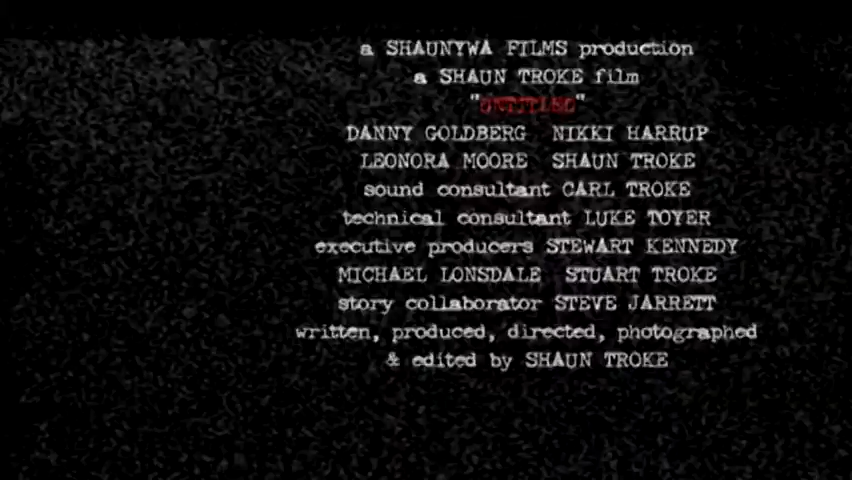 a SHAUNYWA FILMS production
a SHAUN TROKE film
"UNTITLED"
DANNY GOLDBERG NIKKI HARRUP
LEONORA MOORE SHAUN TROKE
sound consultant CARL TROKE
technical consultant LUKE TOYER
executive producers STEWART KENNEDY
MICHAEL LONSDALE STUART TROKE
story collaborator STEVE JARRETT
written, produced, directed, photographed
& edited by SHAUN TROKE